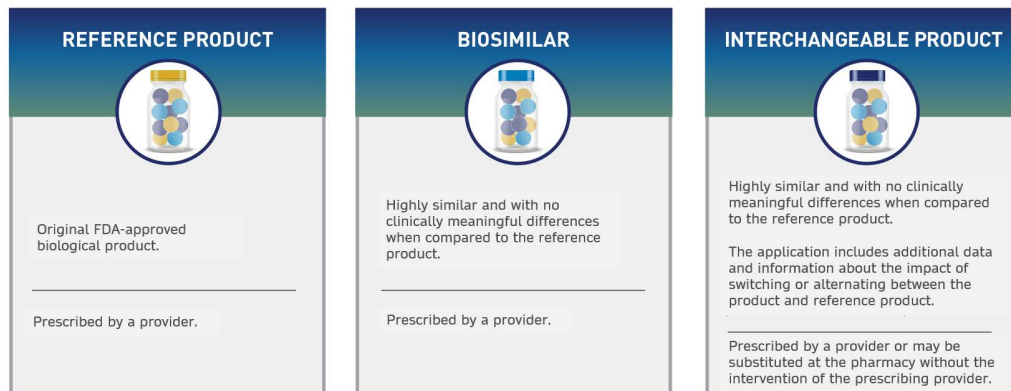 REFERENCE PRODUCT
Original FDA-approved
biological product.
Prescribed by a provider.
BIOSIMILAR
Highly similar and with no
clinically meaningful differences
when compared to the reference
product.
Prescribed by a provider.
INTERCHANGEABLE PRODUCT
Highly similar and with no clinically
meaningful differences when compared
to the reference product.
The application includes additional data
and information about the impact of
switching or alternating between the
product and reference product.
Prescribed by a provider or may be
substituted at the pharmacy without the
intervention of the prescribing provider.